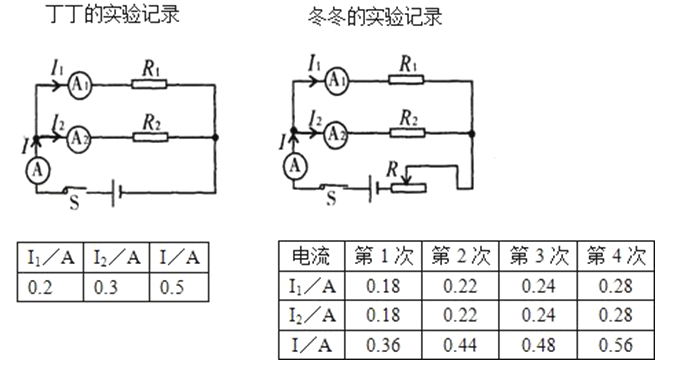 丁丁的实验记录
I1 A1 R1
I2 A2 R2
I
A
S
I1／A I2／A I／A
0.2 0.3 0.5
冬冬的实验记录
I1 A1 R1
I2 A2 R2
I
A R
S
电流 第1次 第2次 第3次 第4次
I1／A 0.18 0.22 0.24 0.28
I2／A 0.18 0.22 0.24 0.28
I／A 0.36 0.44 0.48 0.56